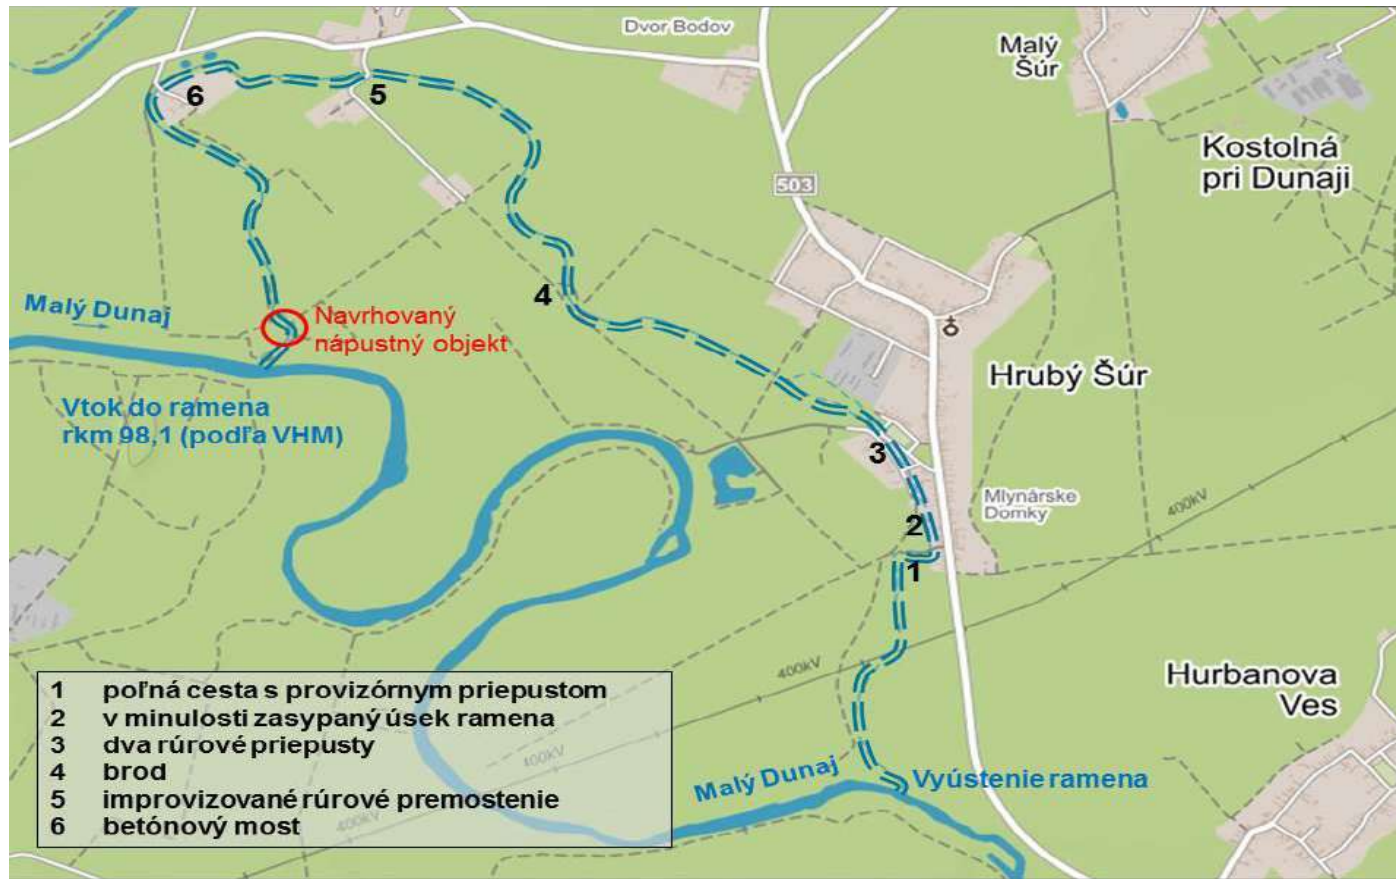 Dvor Bodov
Malý
Šúr
6
5
Kostolná
pri Dunaji
503
4
Malý Dunaj
Navrhovaný
nápustný objekt
Hrubý Šúr
Vtok do ramena
rkm 98,1 (podľa VHM)
3
Mlynárske
Domky
400kV
2
1
400kV
Hurbanova
Ves
1 poľná cesta s provizórnym priepustom
2 v minulosti zasypaný úsek ramena
3 dva rúrové priepusty
4 brod
5 improvizované rúrové premostenie
6 betónový most
400kV
Malý Dunaj
Vyústenie ramena